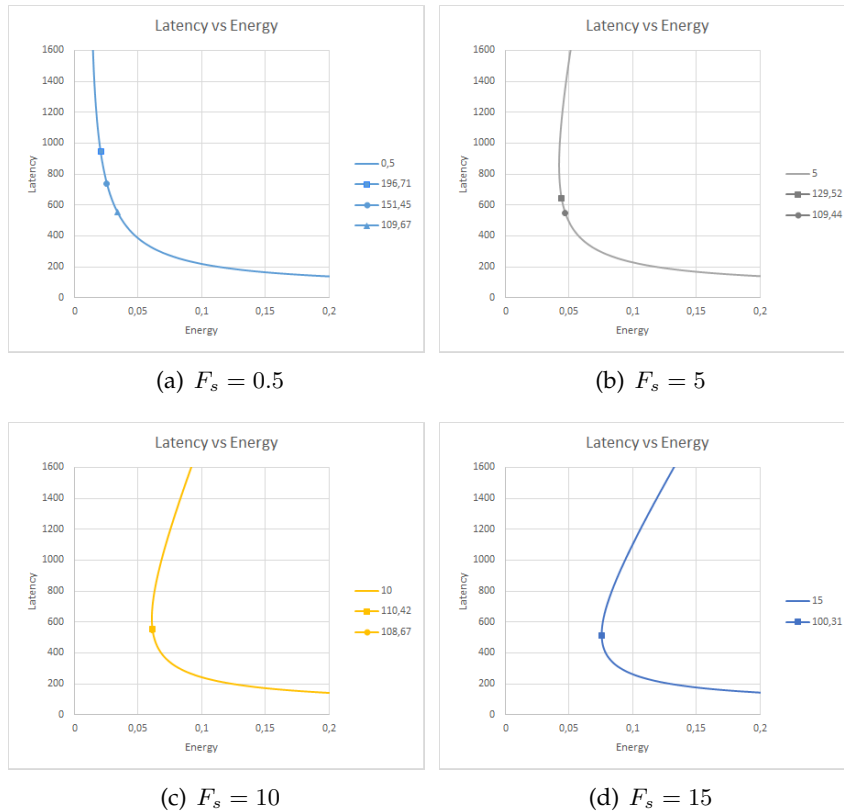 Latency vs Energy
1600
1400
1200
1000
800
600
400
200
0
Latency
0 0,05 0,1 0,15 0,2
Energy
0,5
196,71
151,45
109,67
(a) F_s = 0.5
Latency vs Energy
1600
1400
1200
1000
800
600
400
200
0
Latency
0 0,05 0,1 0,15 0,2
Energy
5
129,52
109,44
(b) F_s = 5
Latency vs Energy
1600
1400
1200
1000
800
600
400
200
0
Latency
0 0,05 0,1 0,15 0,2
Energy
10
110,42
108,67
(c) F_s = 10
Latency vs Energy
1600
1400
1200
1000
800
600
400
200
0
Latency
0 0,05 0,1 0,15 0,2
Energy
15
100,31
(d) F_s = 15